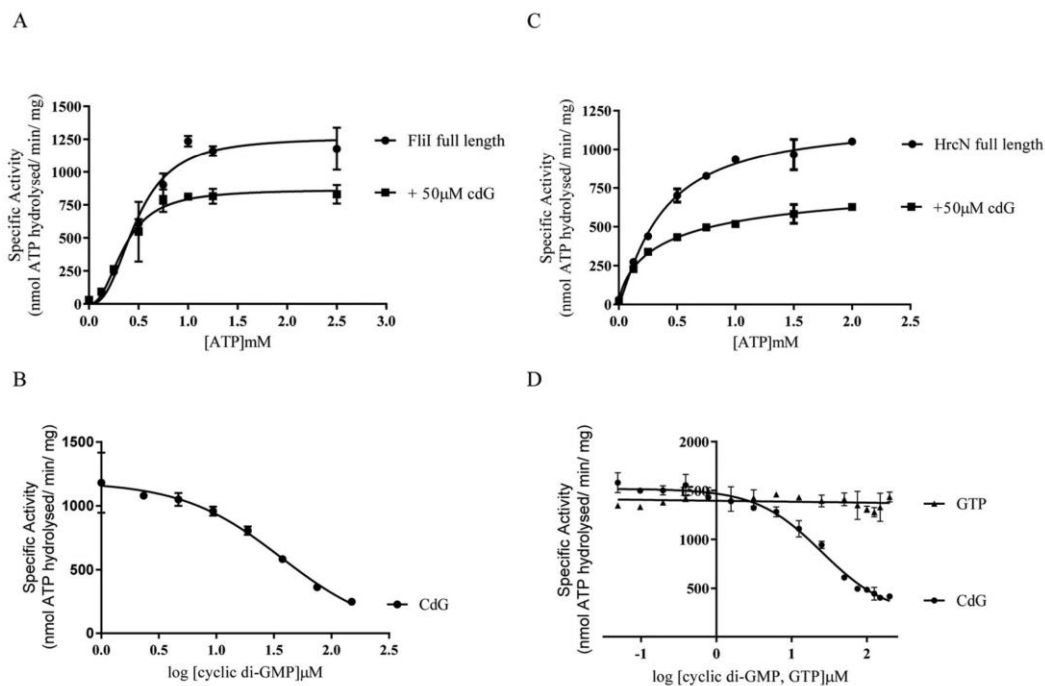 A
Specific Activity
(nmol ATP hydrolysed/ min/ mg)
1500
1250
1000
750
500
250
0
0.0 0.5 1.0 1.5 2.0 2.5 3.0
[ATP]mM
FliI full length
+ 50μM cdG
C
Specific Activity
(nmol ATP hydrolysed/ min/ mg)
1250
1000
750
500
250
0
0.0 0.5 1.0 1.5 2.0 2.5
[ATP]mM
HrcN full length
+50μM cdG
B
Specific Activity
(nmol ATP hydrolysed/ min/ mg)
1500
1000
500
0
0.0 0.5 1.0 1.5 2.0 2.5
log [cyclic di-GMP]μM
CdG
D
Specific Activity
(nmol ATP hydrolysed/ min/ mg)
2000
1500
1000
500
-1 0 1 2
log [cyclic di-GMP, GTP]μM
GTP
CdG